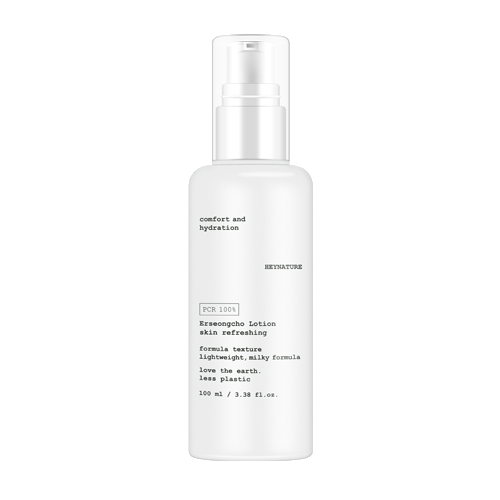 comfort and
hydration
HEYNATURE
PCR 100%
Erseongcho Lotion
skin refreshing
formula texture
lightweight, milky formula
love the earth.
less plastic
100 ml / 3.38 fl.oz.